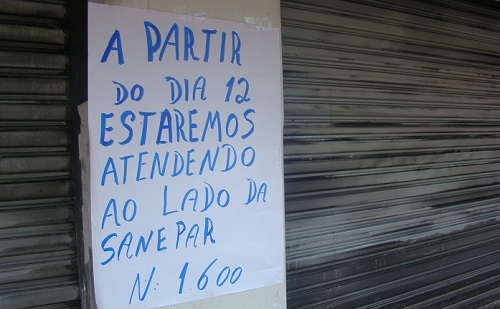 A PARTIR
DO DIA 12
ESTAREMOS
ATENDENDO
AO LADO DA
SANEPAR
N: 1600